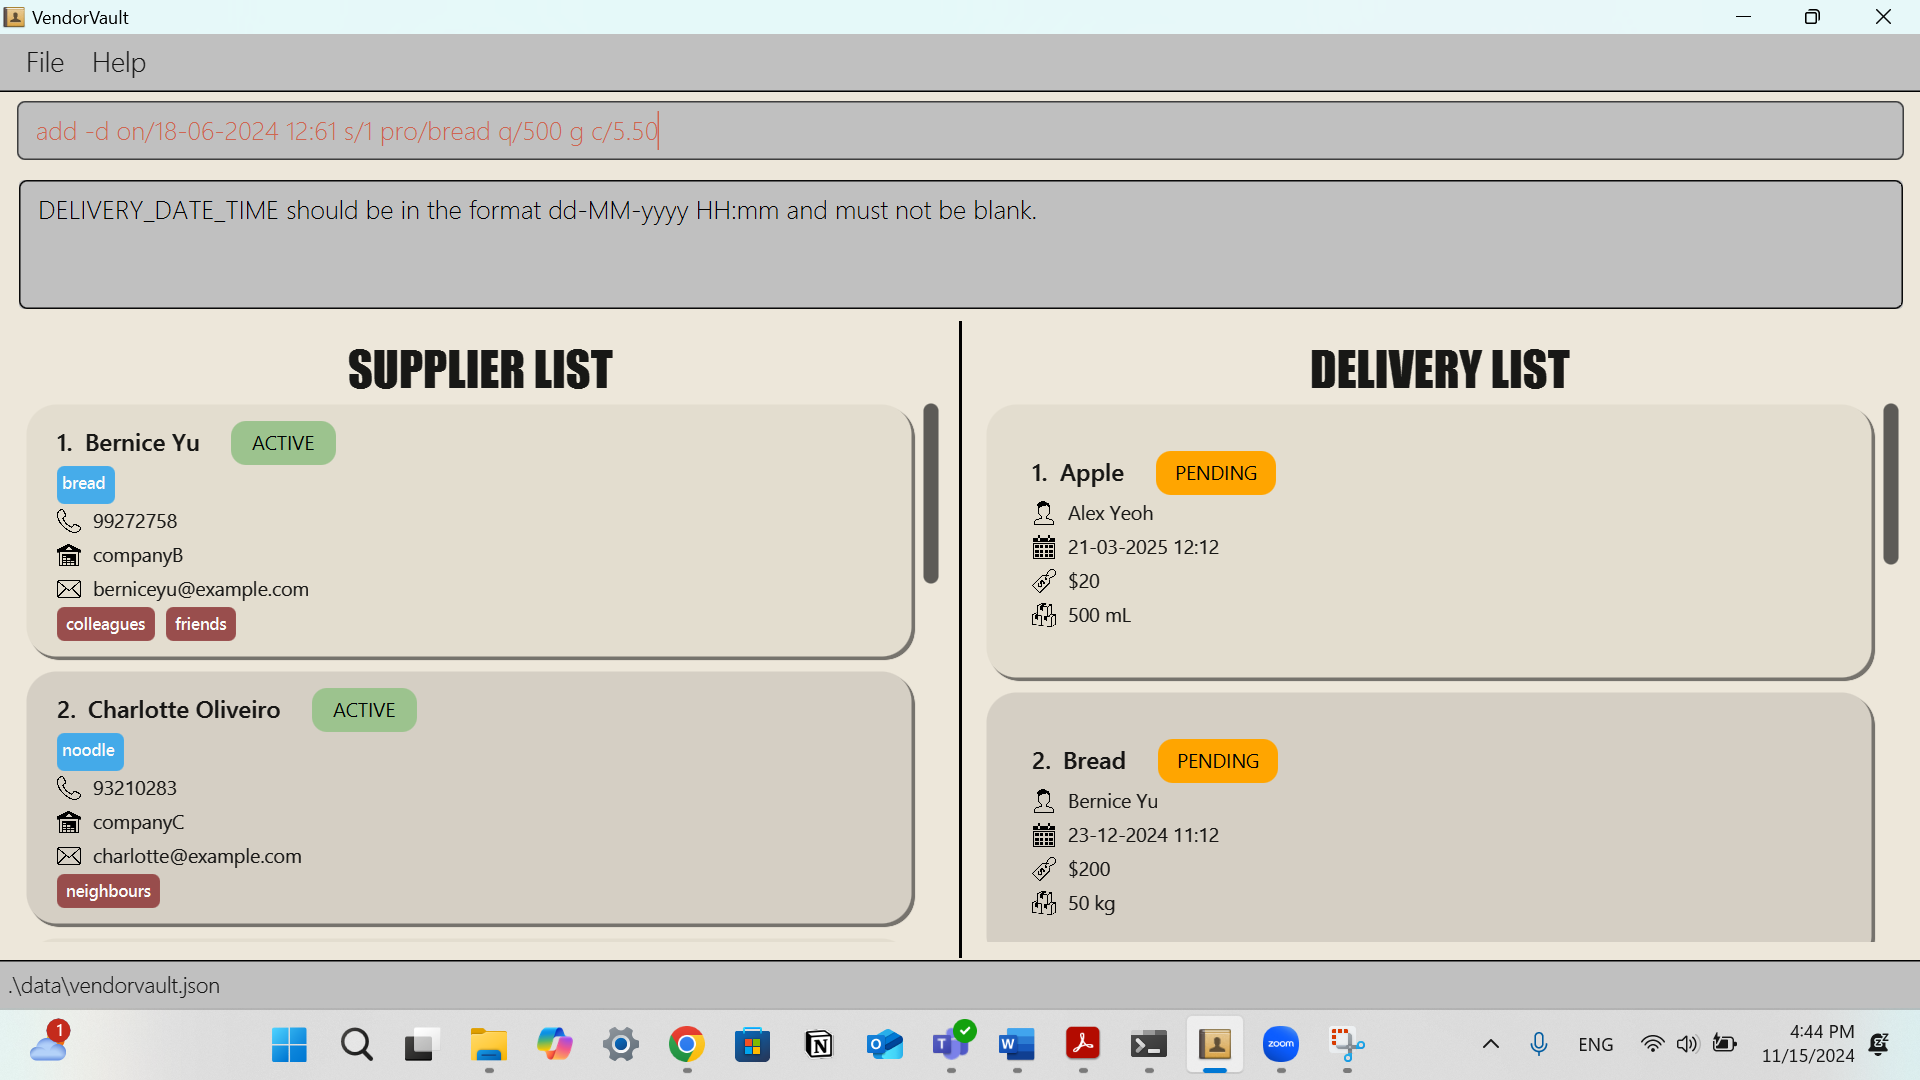 VendorVault
File Help
add -d on/18-06-2024 12:61 s/1 pro/bread q/500 g c/5.50
DELIVERY_DATE_TIME should be in the format dd-MM-yyyy HH:mm and must not be blank.
SUPPLIER LIST
1. Bernice Yu ACTIVE
bread
99272758
companyB
berniceyu@example.com
colleagues friends
2. Charlotte Oliveiro ACTIVE
noodle
93210283
companyC
charlotte@example.com
neighbours
DELIVERY LIST
1. Apple PENDING
Alex Yeoh
21-03-2025 12:12
$20
500 mL
2. Bread PENDING
Bernice Yu
23-12-2024 11:12
$200
50 kg
.\data\vendorvault.json
1
zoom
ENG
4:44 PM
11/15/2024